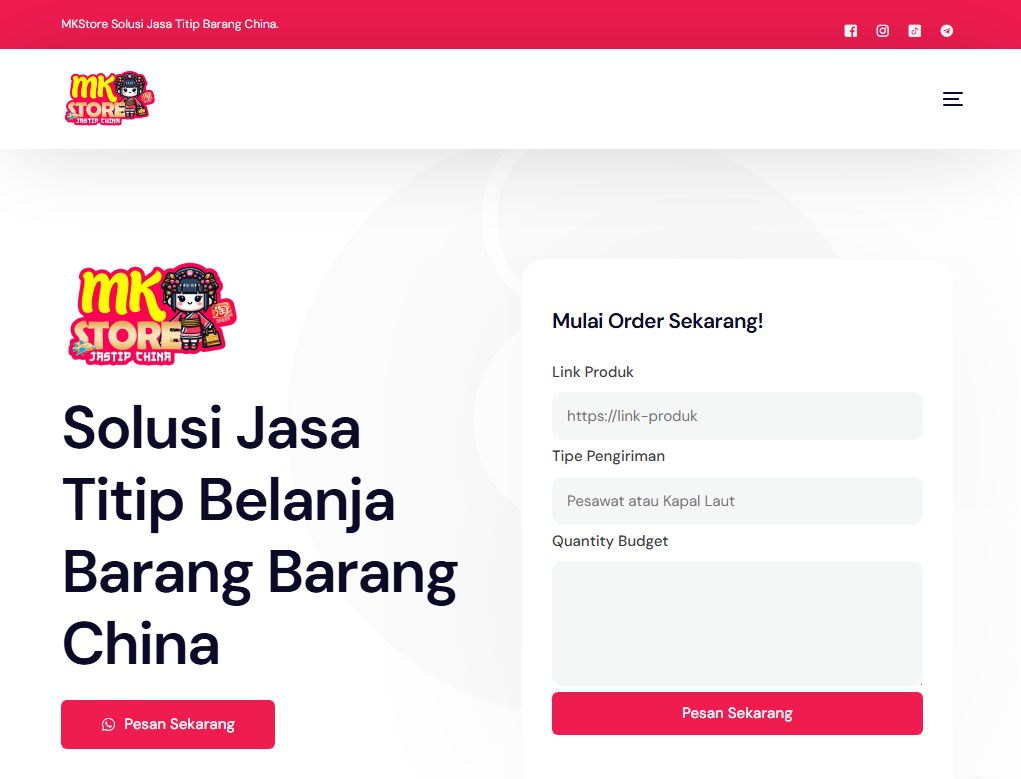 MKStore Solusi Jasa Titip Barang China.
MK
STORE
JASTIP CHINA
MK
STORE
JASTIP CHINA
Solusi Jasa
Titip Belanja
Barang Barang
China
Pesan Sekarang
Mulai Order Sekarang!
Link Produk
https://link-produk
Tipe Pengiriman
Pesawat atau Kapal Laut
Quantity Budget
Pesan Sekarang